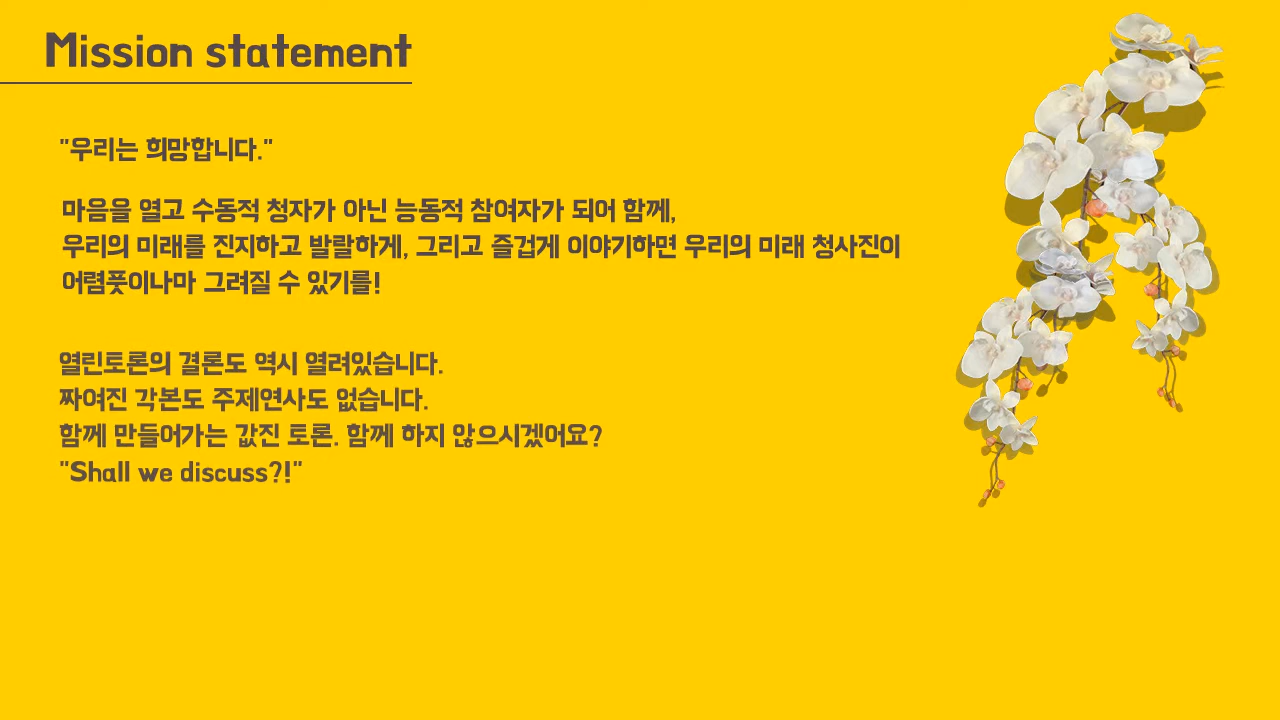 Mission statement
"우리는 희망합니다."
마음을 열고 수동적 청자가 아닌 능동적 참여자가 되어 함께,
우리의 미래를 진지하고 발랄하게, 그리고 즐겁게 이야기하면 우리의 미래 청사진이
어렴풋이나마 그려질 수 있기를!
열린토론의 결론도 역시 열려있습니다.
짜여진 각본도 주제연사도 없습니다.
함께 만들어가는 값진 토론. 함께 하지 않으시겠어요?
"Shall we discuss?!"